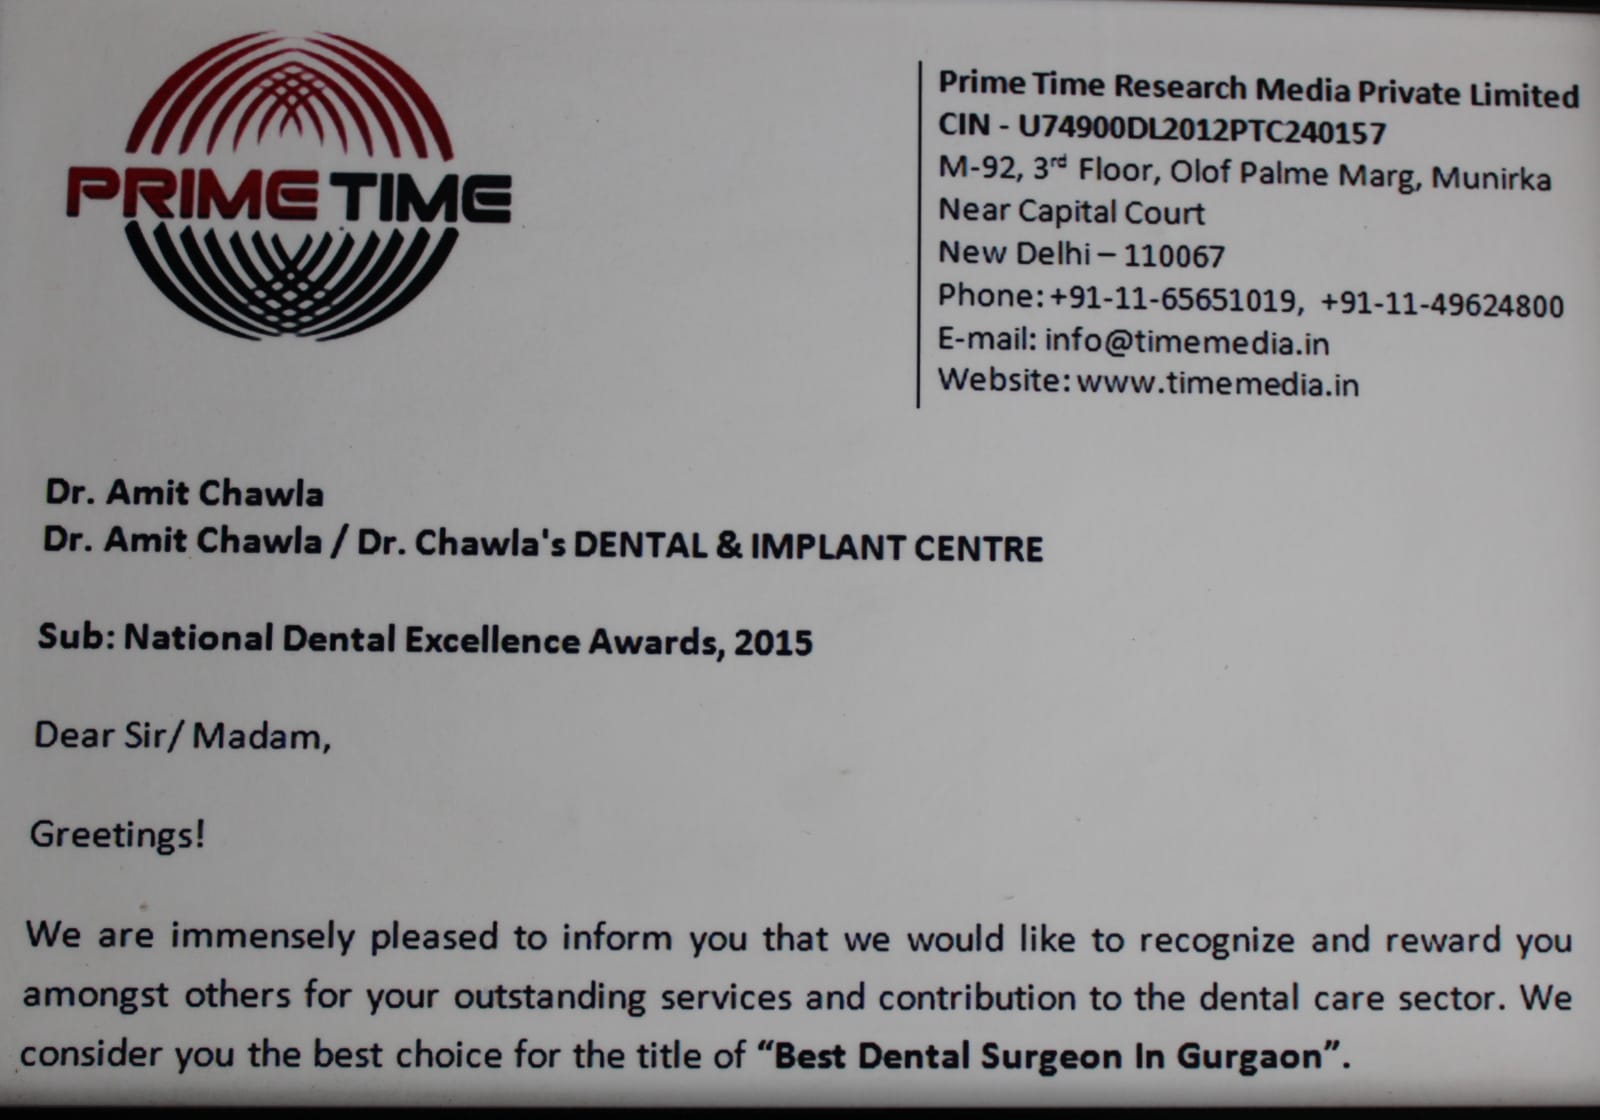 PRIME TIME
Prime Time Research Media Private Limited
CIN - U74900DL2012PTC240157
M-92, 3rd Floor, Olof Palme Marg, Munirka
Near Capital Court
New Delhi – 110067
Phone: +91-11-65651019, +91-11-49624800
E-mail: info@timemedia.in
Website: www.timemedia.in
Dr. Amit Chawla
Dr. Amit Chawla / Dr. Chawla's DENTAL & IMPLANT CENTRE
Sub: National Dental Excellence Awards, 2015
Dear Sir/ Madam,
Greetings!
We are immensely pleased to inform you that we would like to recognize and reward you
amongst others for your outstanding services and contribution to the dental care sector. We
consider you the best choice for the title of “Best Dental Surgeon In Gurgaon”.